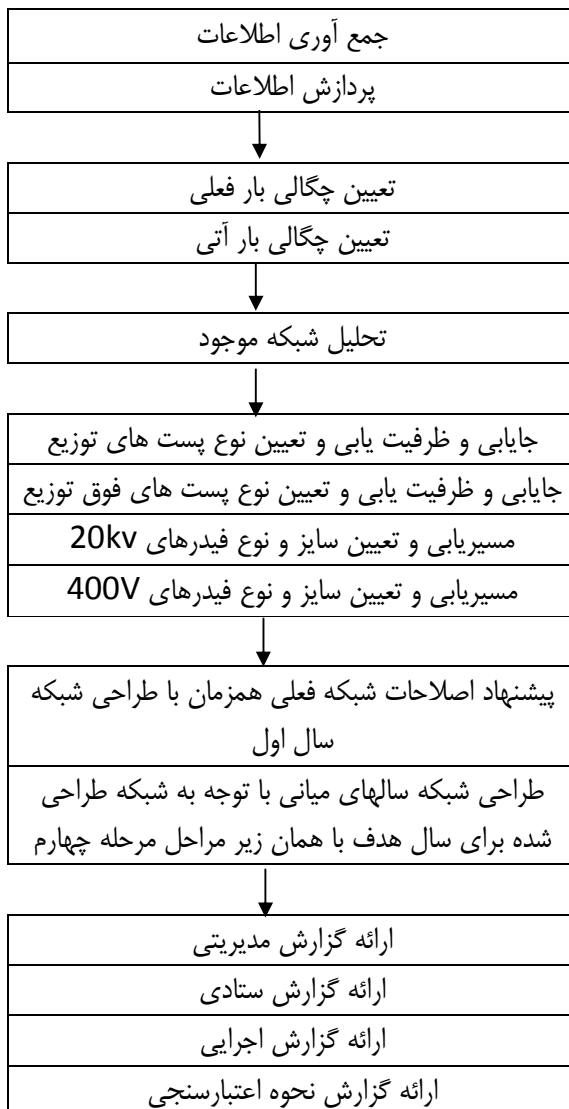 جمع آوری اطلاعات
پردازش اطلاعات
تعیین چگالی بار فعلی
تعیین چگالی بار آتی
تحلیل شبکه موجود
جایابی و ظرفیت یابی و تعیین نوع پست های توزیع
جایابی و ظرفیت یابی و تعیین نوع پست های فوق توزیع
مسیریابی و تعیین سایز و نوع فیدرهای 20kv
مسیریابی و تعیین سایز و نوع فیدرهای 400V
پیشنهاد اصلاحات شبکه فعلی همزمان با طراحی شبکه
سال اول
طراحی شبکه سالهای میانی با توجه به شبکه طراحی
شده برای سال هدف با همان زیر مراحل مرحله چهارم
ارائه گزارش مدیریتی
ارائه گزارش ستادی
ارائه گزارش اجرایی
ارائه گزارش نحوه اعتبارسنجی